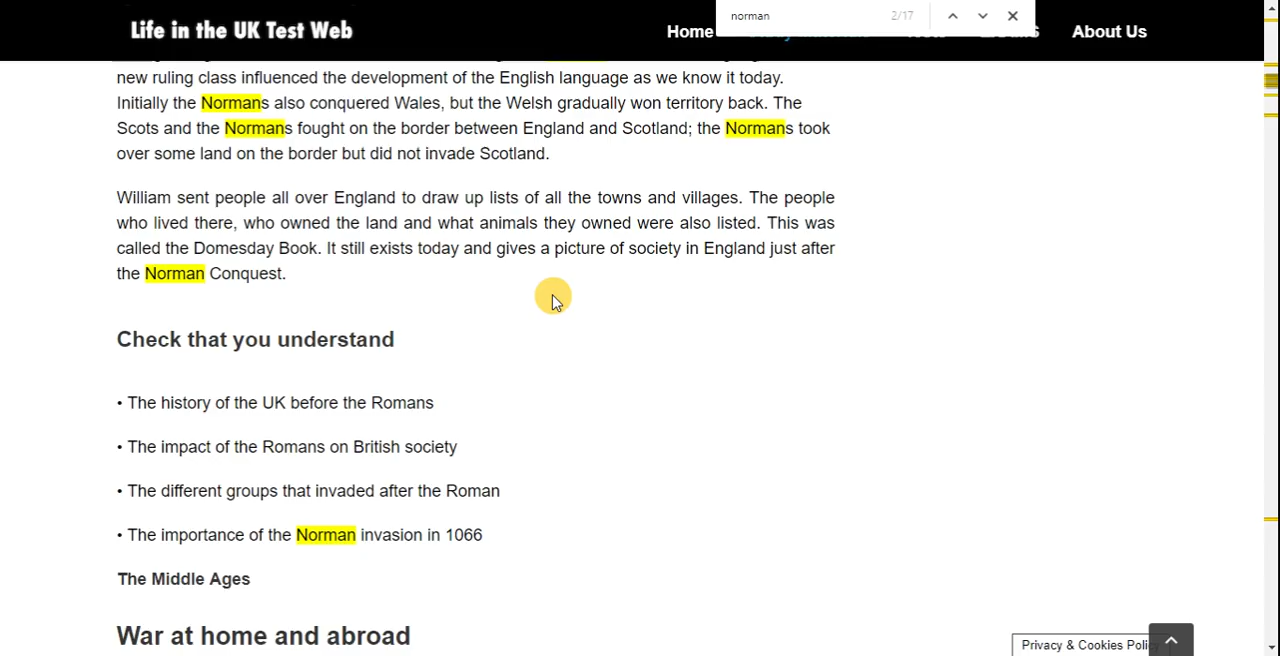 Life in the UK Test Web
norman 2/17
Home
About Us
new ruling class influenced the development of the English language as we know it today.
Initially the Normans also conquered Wales, but the Welsh gradually won territory back. The
Scots and the Normans fought on the border between England and Scotland; the Normans took
over some land on the border but did not invade Scotland.
William sent people all over England to draw up lists of all the towns and villages. The people
who lived there, who owned the land and what animals they owned were also listed. This was
called the Domesday Book. It still exists today and gives a picture of society in England just after
the Norman Conquest.
Check that you understand
• The history of the UK before the Romans
• The impact of the Romans on British society
• The different groups that invaded after the Roman
• The importance of the Norman invasion in 1066
The Middle Ages
War at home and abroad
Privacy & Cookies Polic